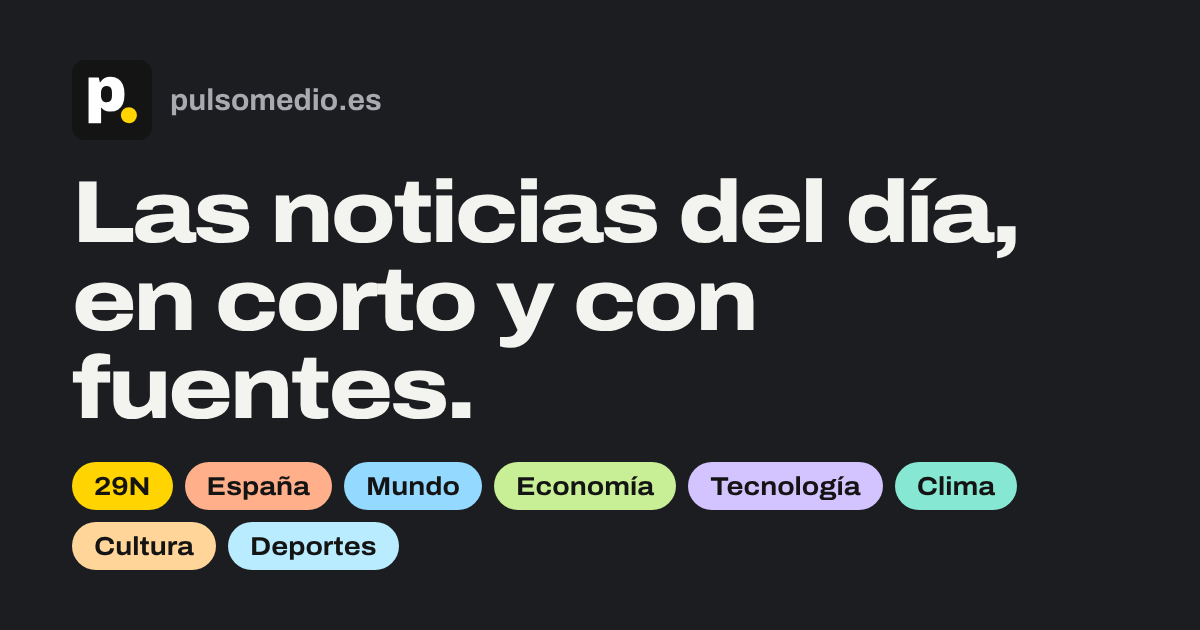 p.
pulsomedio.es
Las noticias del día,
en corto y con
fuentes.
29N España Mundo Economía Tecnología Clima
Cultura Deportes